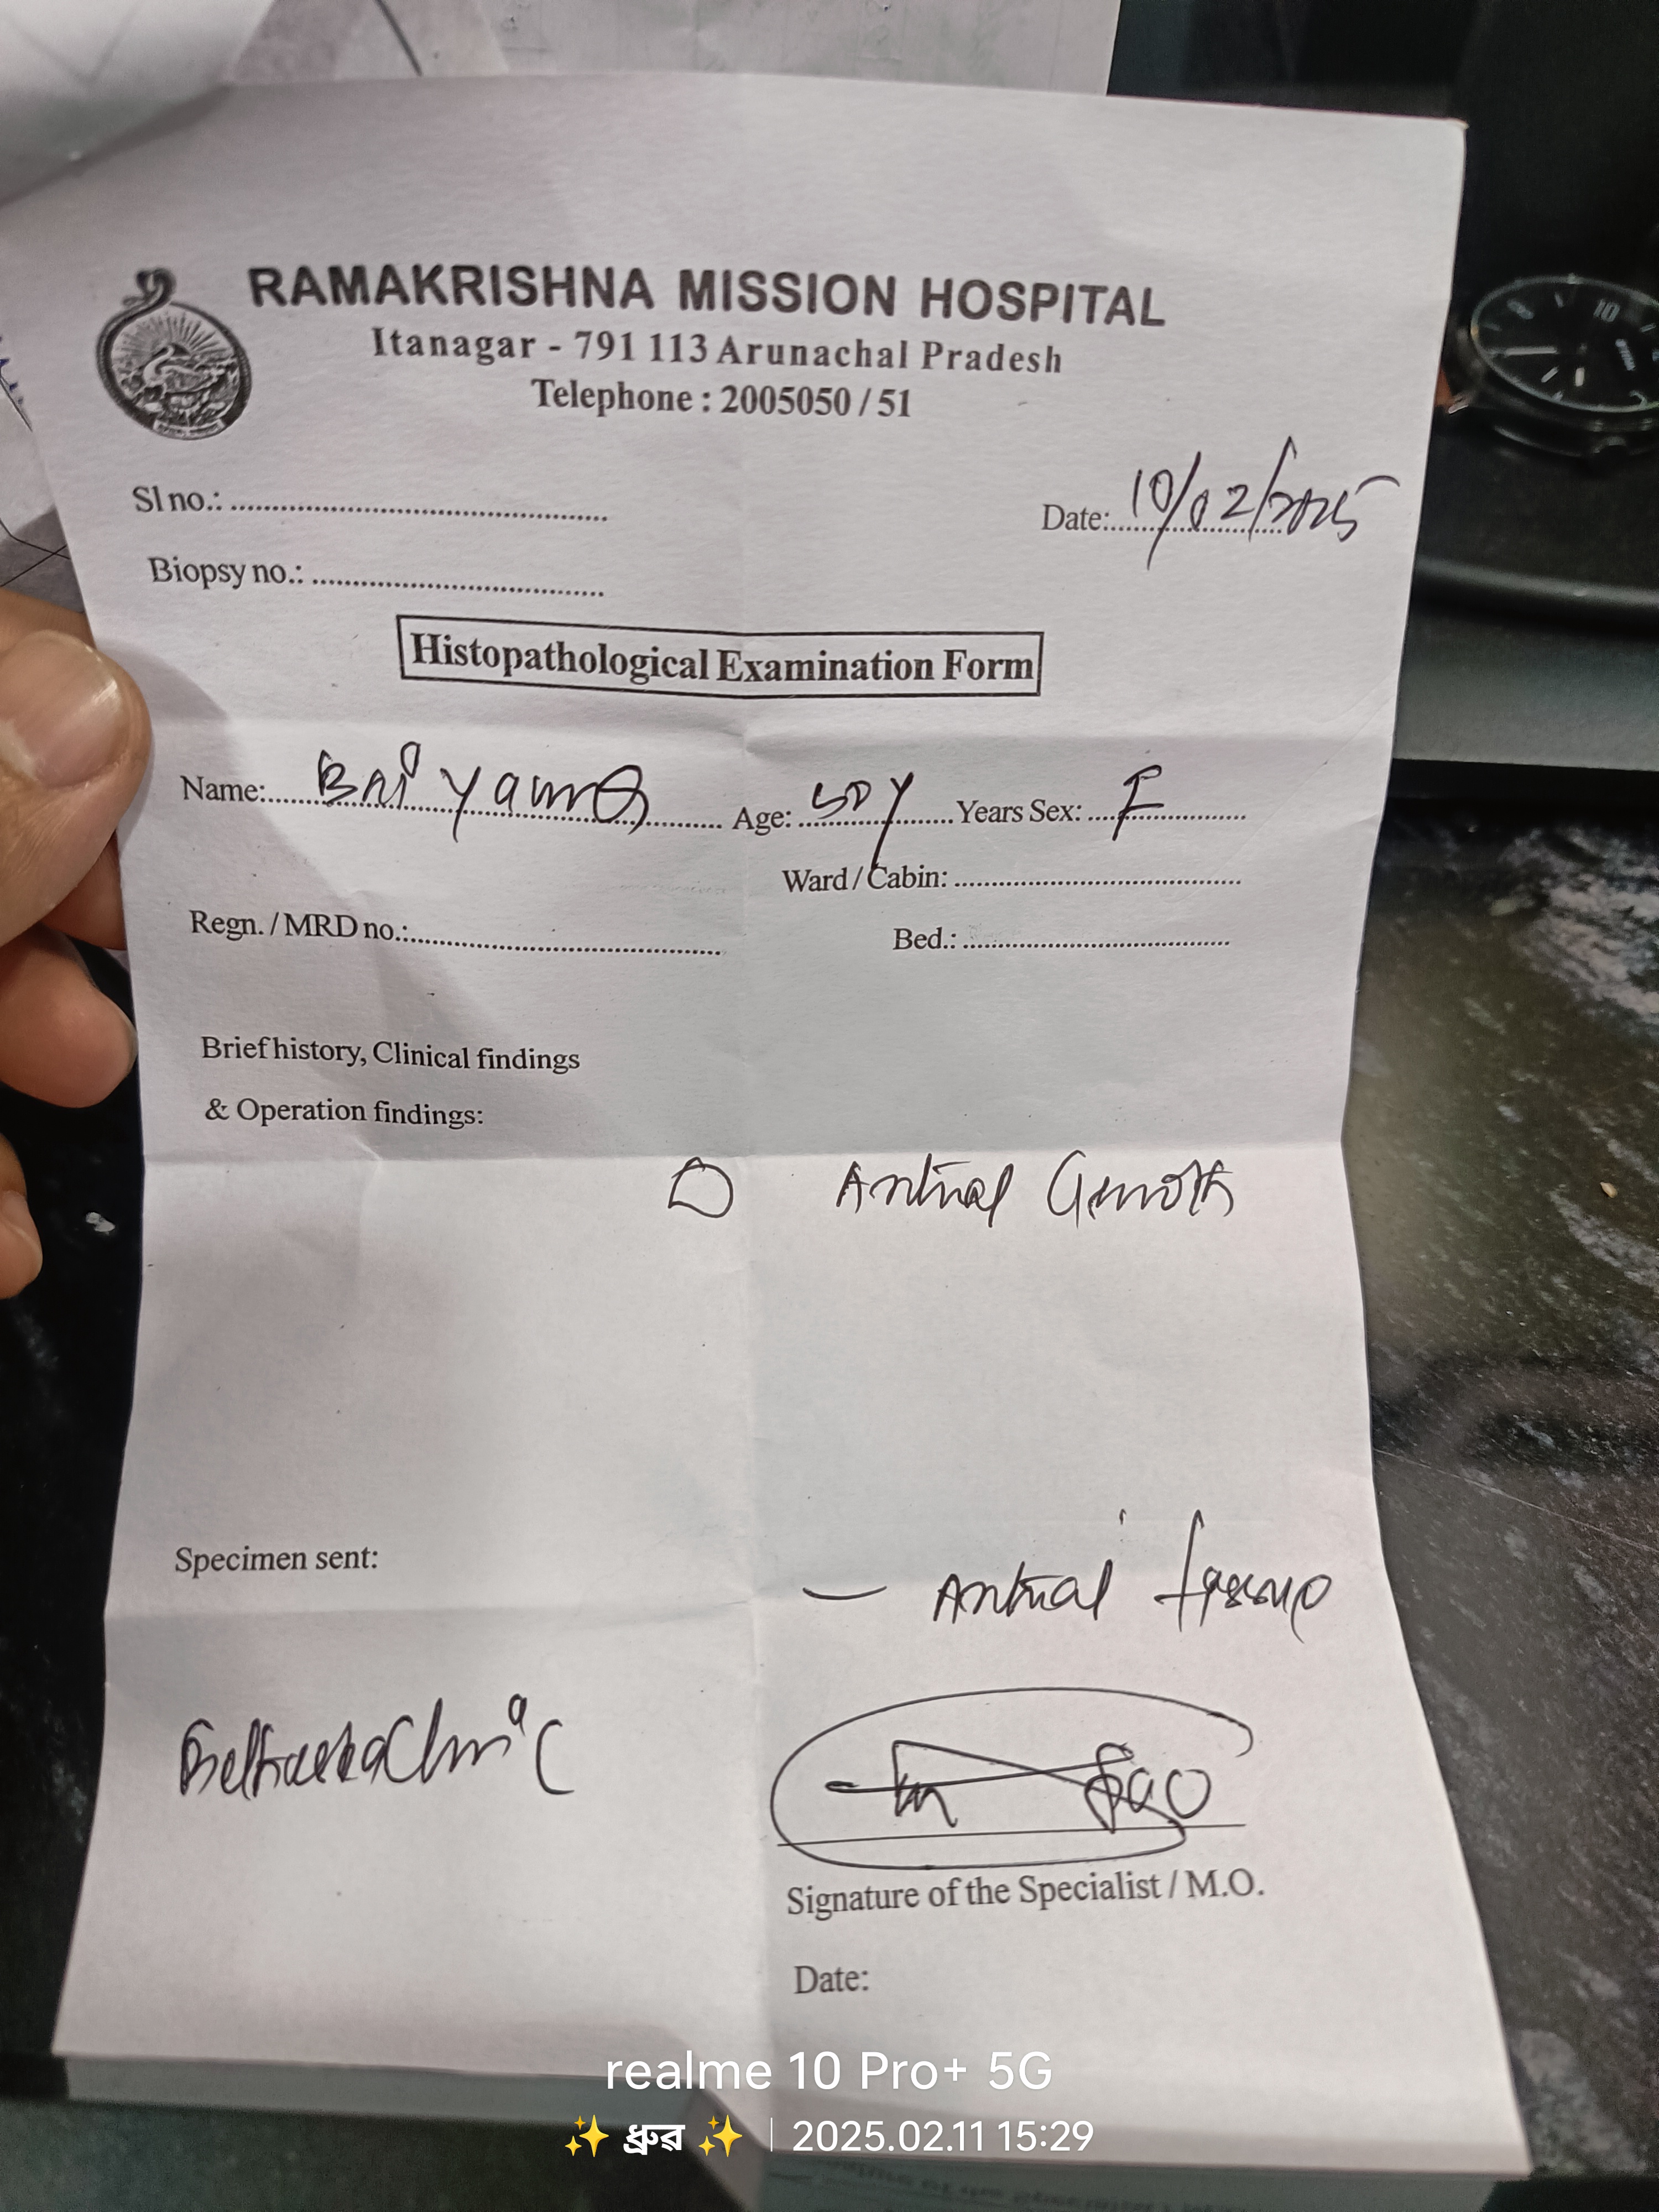 RAMAKRISHNA MISSION HOSPITAL
Itanagar - 791 113 Arunachal Pradesh
Telephone : 2005050 / 51
Sl no.:
Date: 10/02/2025
Biopsy no.:
Histopathological Examination Form
Name: Bai Age: 50 Y Years Sex: F
Ward / Cabin:
Regn. / MRD no.:
Bed.:
Brief history, Clinical findings
& Operation findings:
Antral Growth
Specimen sent:
— Antral tissue
Clinic
Signature of the Specialist / M.O.
Date:
realme 10 Pro+ 5G
✨ ধ্রুৱ ✨ | 2025.02.11 15:29